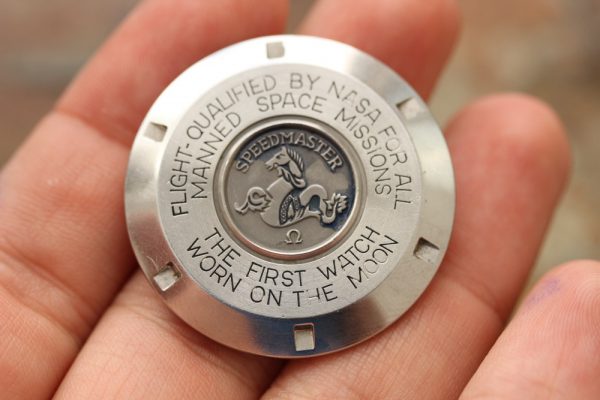 FLIGHT-QUALIFIED BY NASA FOR ALL
MANNED SPACE MISSIONS
SPEEDMASTER
Ω
THE FIRST WATCH
WORN ON THE MOON